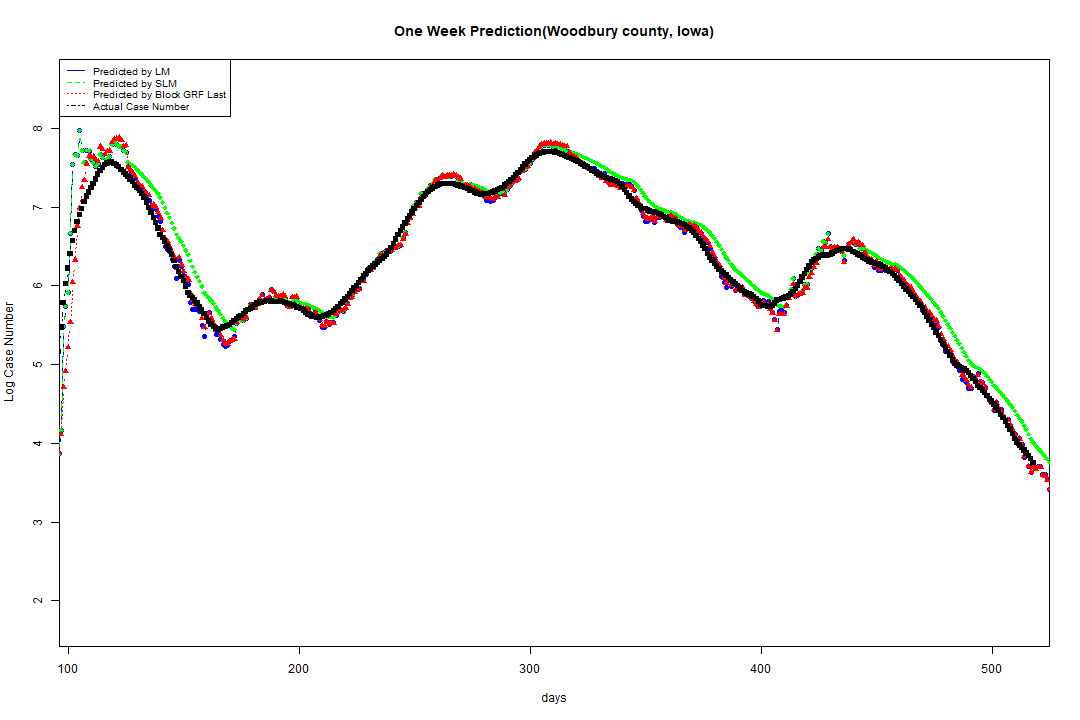 One Week Prediction(Woodbury county, Iowa)
Predicted by LM
Predicted by SLM
Predicted by Block GRF Last
Actual Case Number
Log Case Number
8
7
6
5
4
3
2
100 200 300 400 500
days